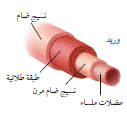 نسيج ضام
وريد
طبقة طلائية
نسيج ضام مرن
عضلات ملساء